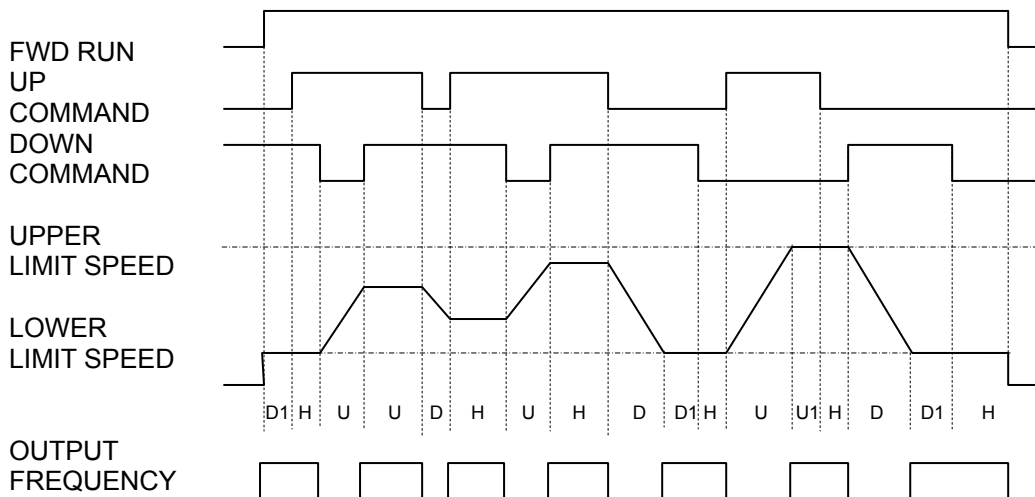 FWD RUN
UP
COMMAND
DOWN
COMMAND
UPPER
LIMIT SPEED
LOWER
LIMIT SPEED
D1 H U U D H U H D D1 H U U1 H D D1 H
OUTPUT
FREQUENCY